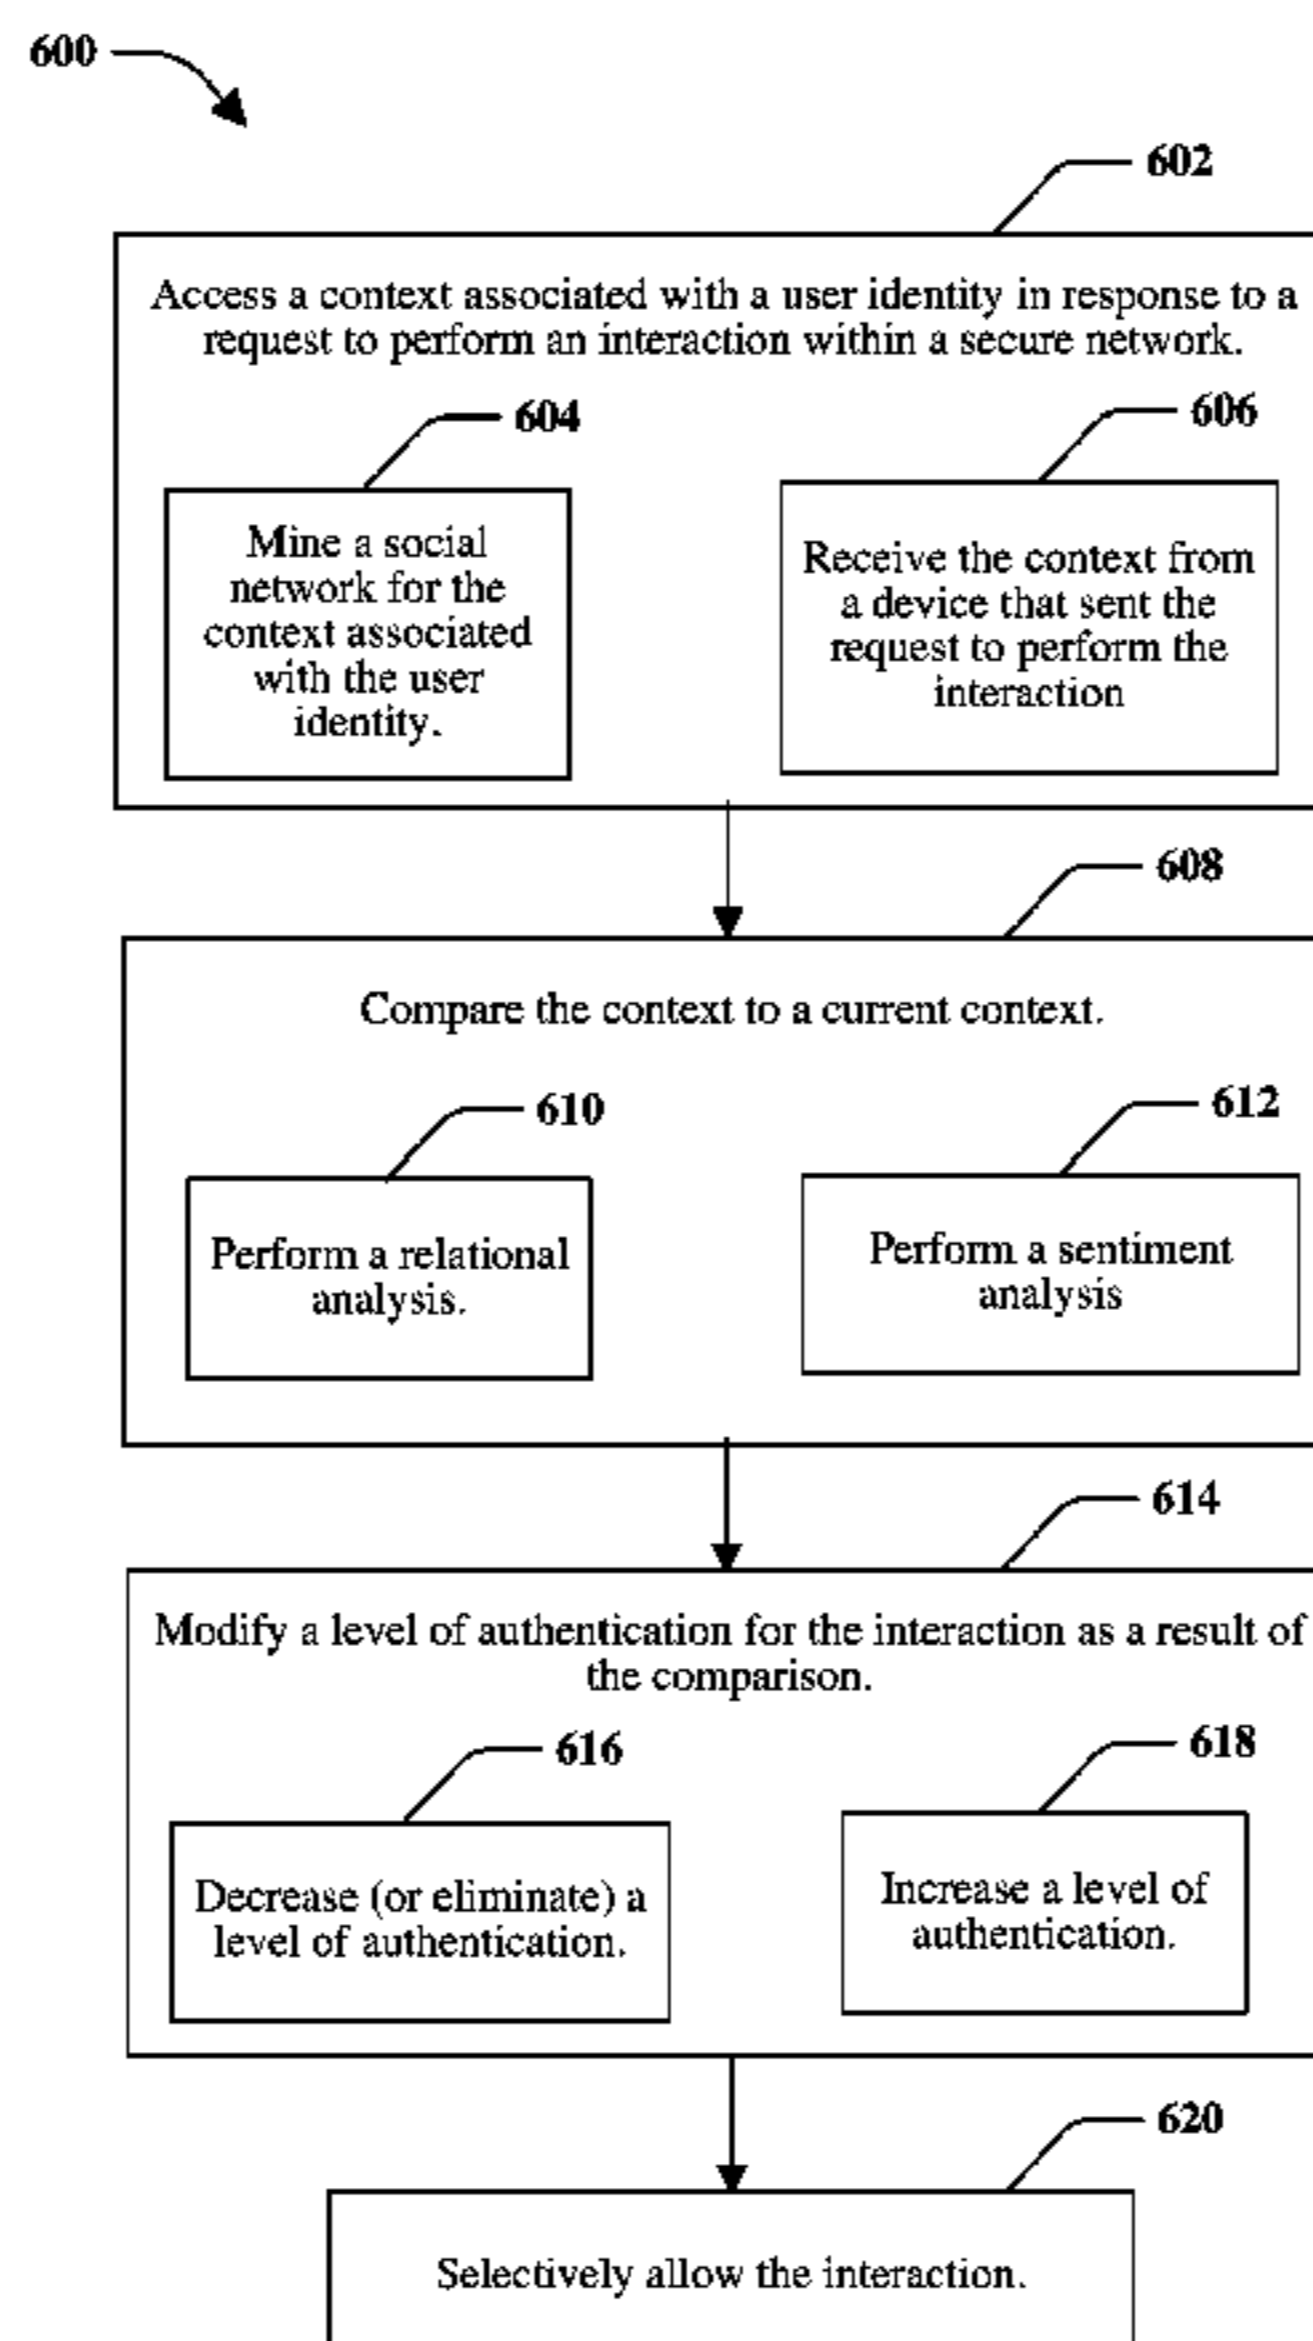 600
602
Access a context associated with a user identity in response to a
request to perform an interaction within a secure network.
604
606
Mine a social
network for the
context associated
with the user
identity.
Receive the context from
a device that sent the
request to perform the
interaction
608
Compare the context to a current context.
610
612
Perform a relational
analysis.
Perform a sentiment
analysis
614
Modify a level of authentication for the interaction as a result of
the comparison.
616
618
Decrease (or eliminate) a
level of authentication.
Increase a level of
authentication.
620
Selectively allow the interaction.